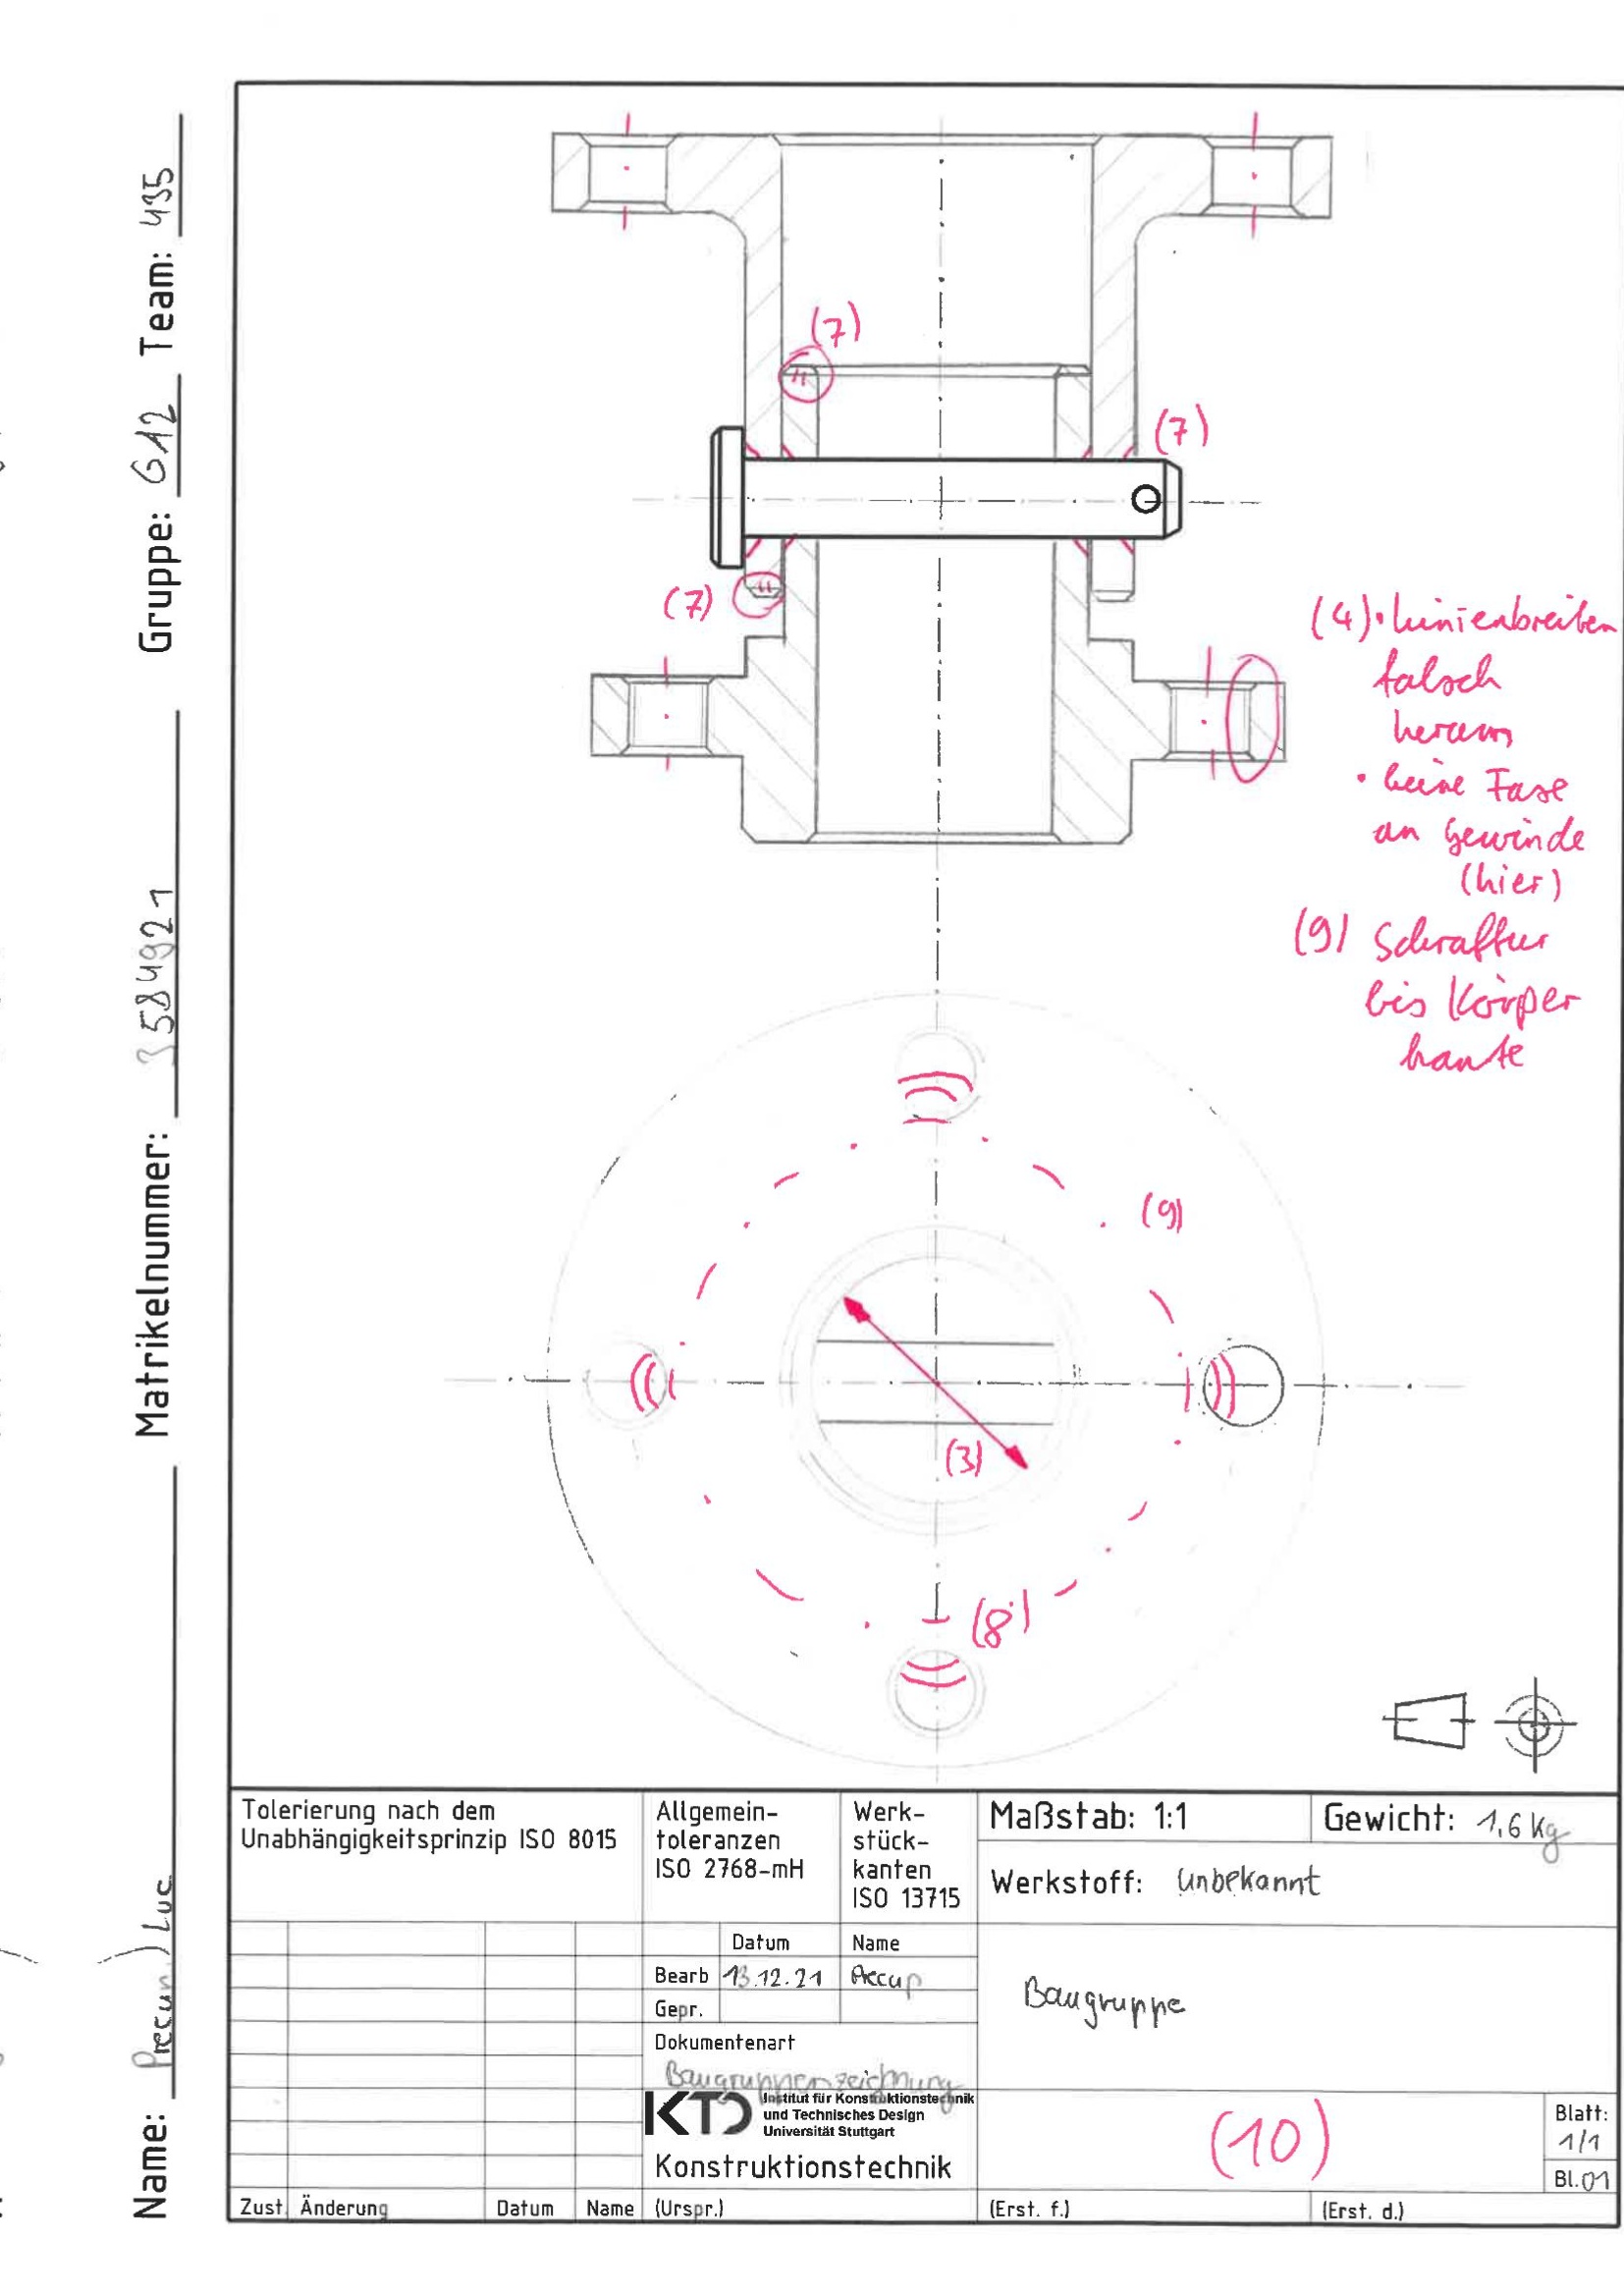 Name:
Luc
Matrikelnummer: 3584921
Gruppe: G12 Team: 435
(7)
(7)
(7)
(4) • Linienbreiten
falsch
herum
• keine Fase
an Gewinde
(hier)
(9) Schraffur
bis Körper
kante
(9)
(3)
(8)
Tolerierung nach dem
Unabhängigkeitsprinzip ISO 8015
Allgemein-
toleranzen
ISO 2768-mH
Werk-
stück-
kanten
ISO 13715
Maßstab: 1:1
Gewicht: 1,6 Kg
Werkstoff: unbekannt
Datum Name
Bearb 13.12.21
Gepr.
Dokumentenart
Baugruppenzeichnung
Baugruppe
KTD
Institut für Konstruktionstechnik
und Technisches Design
Universität Stuttgart
Konstruktionstechnik
(10)
Blatt:
1/1
Bl.01
Zust. Änderung Datum Name (Urspr.) (Erst. f.) (Erst. d.)